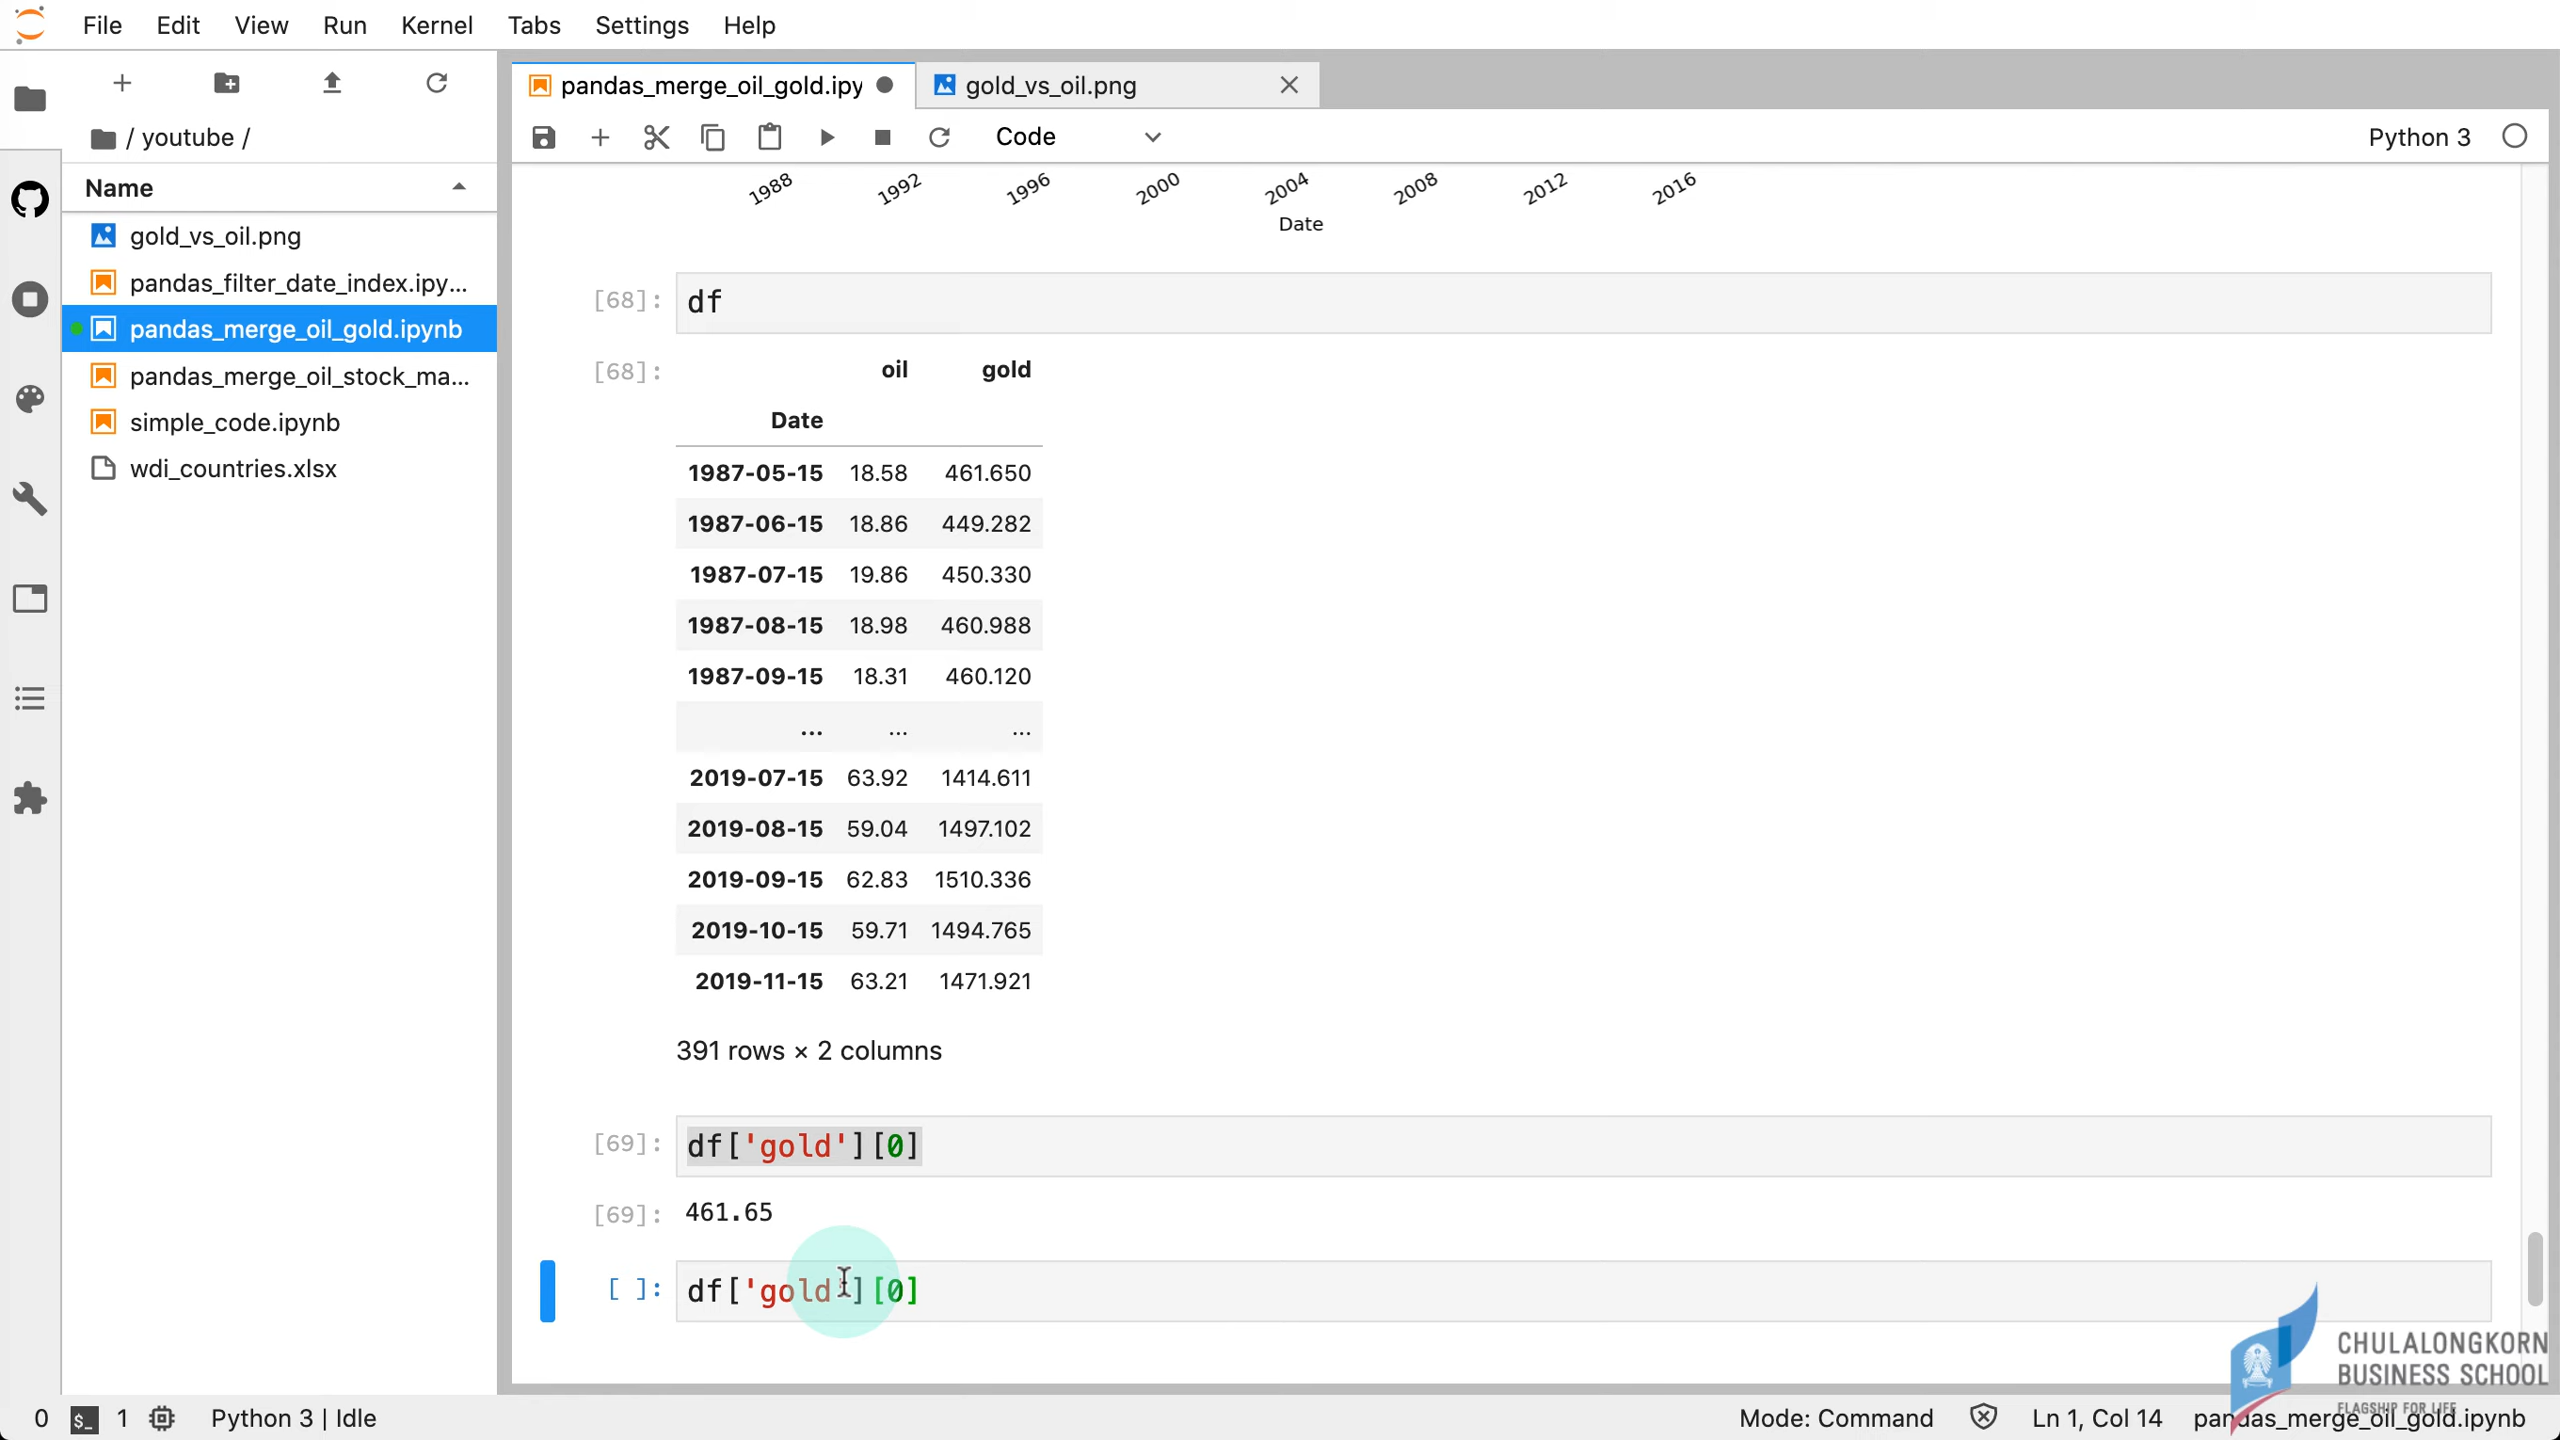 File Edit View Run Kernel Tabs Settings Help
/ youtube /
Name
gold_vs_oil.png
pandas_filter_date_index.ipy...
pandas_merge_oil_gold.ipynb
pandas_merge_oil_stock_ma...
simple_code.ipynb
wdi_countries.xlsx
pandas_merge_oil_gold.ipy
gold_vs_oil.png
Code
Python 3
1988 1992 1996 2000 2004 2008 2012 2016
Date
[68]: df
[68]: oil gold
Date
1987-05-15 18.58 461.650
1987-06-15 18.86 449.282
1987-07-15 19.86 450.330
1987-08-15 18.98 460.988
1987-09-15 18.31 460.120
... ... ...
2019-07-15 63.92 1414.611
2019-08-15 59.04 1497.102
2019-09-15 62.83 1510.336
2019-10-15 59.71 1494.765
2019-11-15 63.21 1471.921
391 rows × 2 columns
[69]: df['gold'][0]
[69]: 461.65
[ ]: df['gold'][0]
CHULALONGKORN
BUSINESS SCHOOL
FLAGSHIP FOR LIFE
0 $_ 1 Python 3 | Idle
Mode: Command Ln 1, Col 14 pandas_merge_oil_gold.ipynb